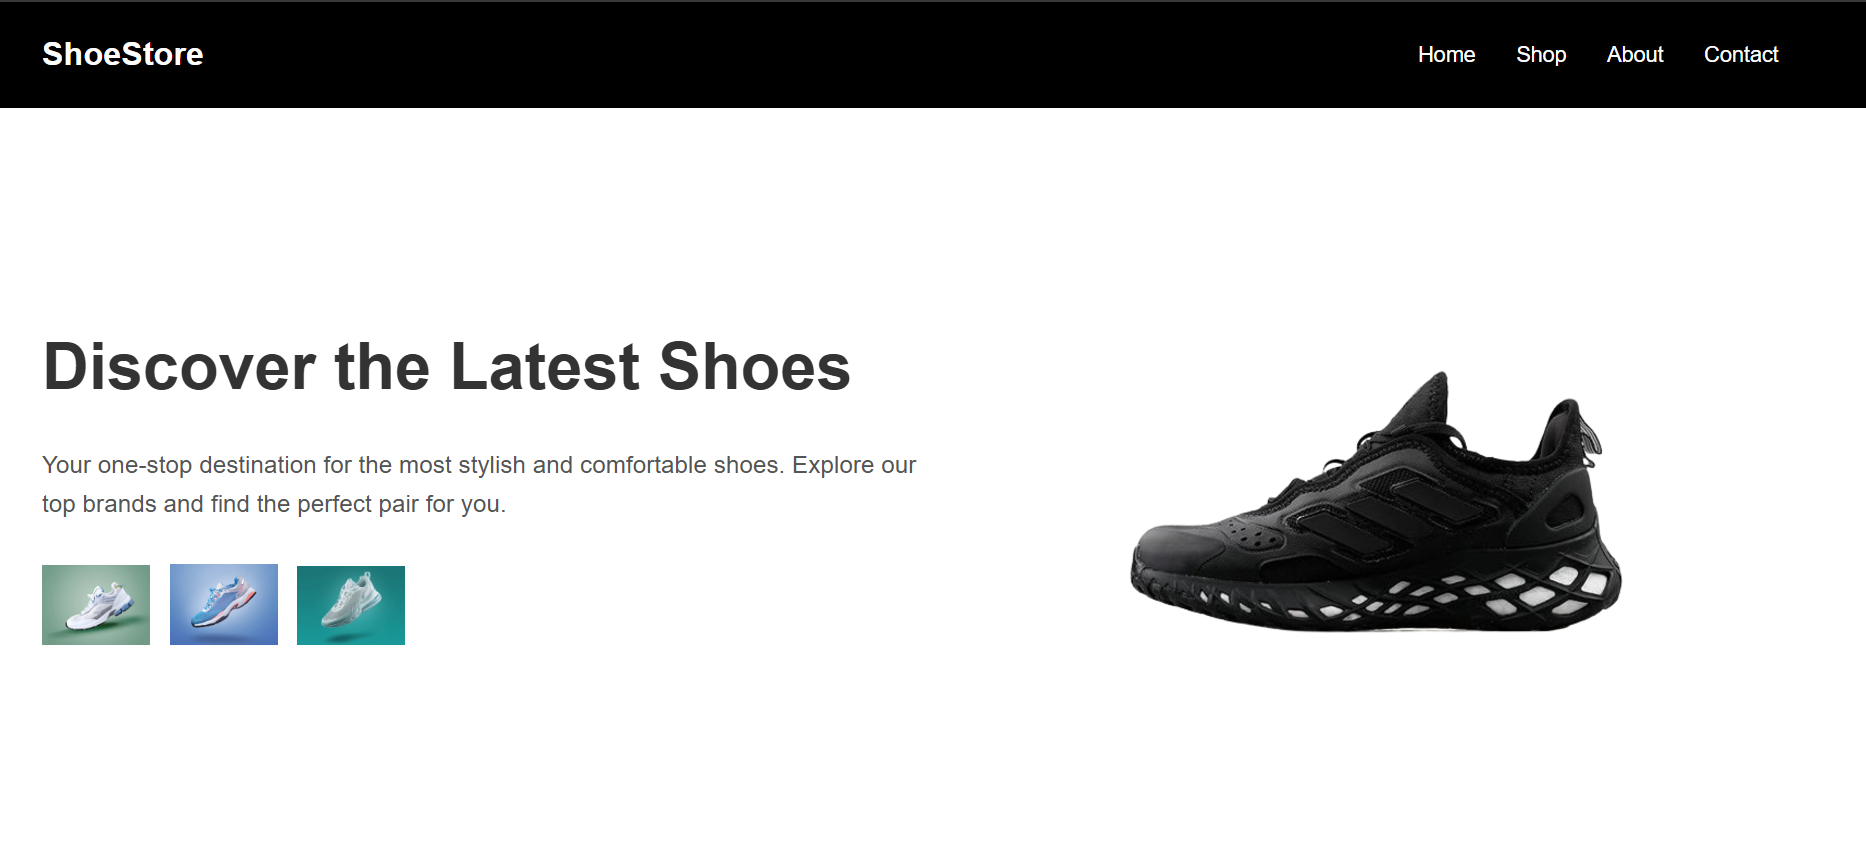 ShoeStore
Home Shop About Contact
Discover the Latest Shoes
Your one-stop destination for the most stylish and comfortable shoes. Explore our
top brands and find the perfect pair for you.